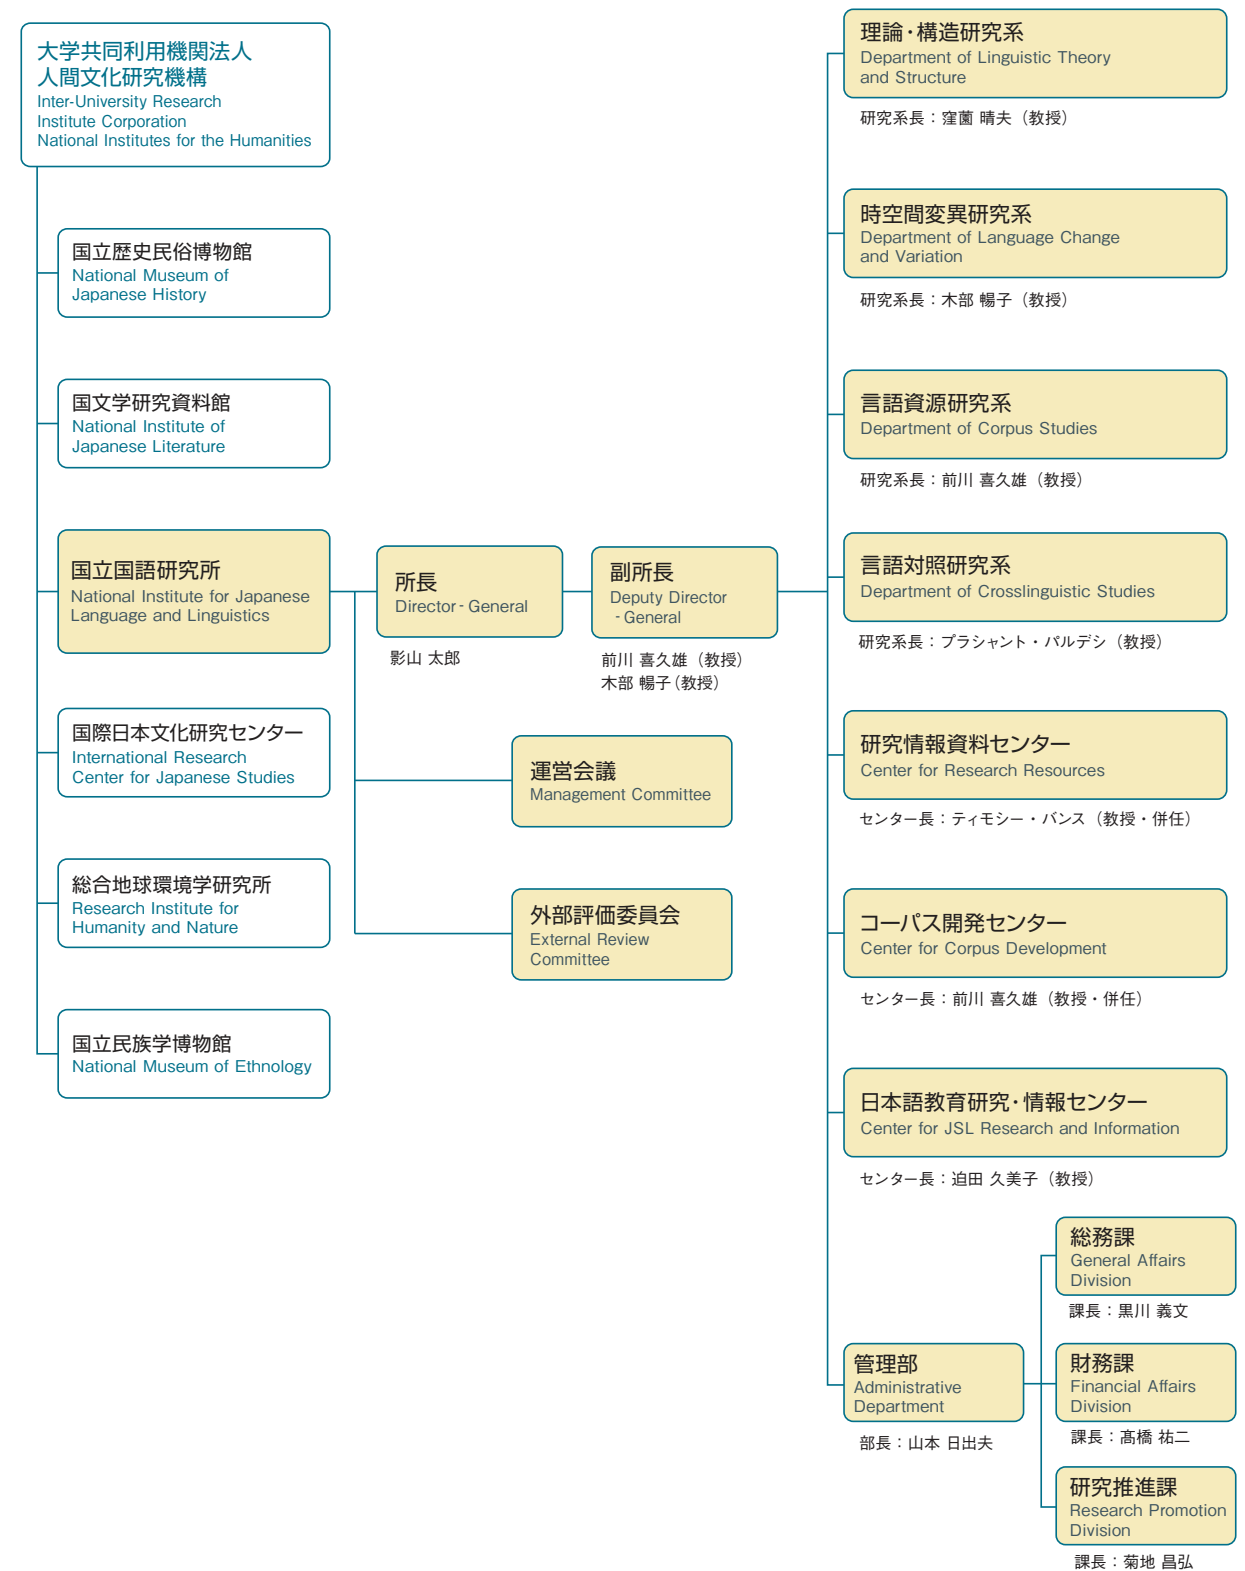 大学共同利用機関法人
人間文化研究機構
Inter-University Research
Institute Corporation
National Institutes for the Humanities
国立歴史民俗博物館
National Museum of
Japanese History
国文学研究資料館
National Institute of
Japanese Literature
国立国語研究所
National Institute for Japanese
Language and Linguistics
国際日本文化研究センター
International Research
Center for Japanese Studies
総合地球環境学研究所
Research Institute for
Humanity and Nature
国立民族学博物館
National Museum of Ethnology
所長
Director - General
影山 太郎
副所長
Deputy Director
- General
前川 喜久雄（教授）
木部 暢子（教授）
運営会議
Management Committee
外部評価委員会
External Review
Committee
理論・構造研究系
Department of Linguistic Theory
and Structure
研究系長：窪薗 晴夫（教授）
時空間変異研究系
Department of Language Change
and Variation
研究系長：木部 暢子（教授）
言語資源研究系
Department of Corpus Studies
研究系長：前川 喜久雄（教授）
言語対照研究系
Department of Crosslinguistic Studies
研究系長：プラシャント・パルデシ（教授）
研究情報資料センター
Center for Research Resources
センター長：ティモシー・バンス（教授・併任）
コーパス開発センター
Center for Corpus Development
センター長：前川 喜久雄（教授・併任）
日本語教育研究・情報センター
Center for JSL Research and Information
センター長：迫田 久美子（教授）
管理部
Administrative
Department
部長：山本 日出夫
総務課
General Affairs
Division
課長：黒川 義文
財務課
Financial Affairs
Division
課長：髙橋 祐二
研究推進課
Research Promotion
Division
課長：菊地 昌弘